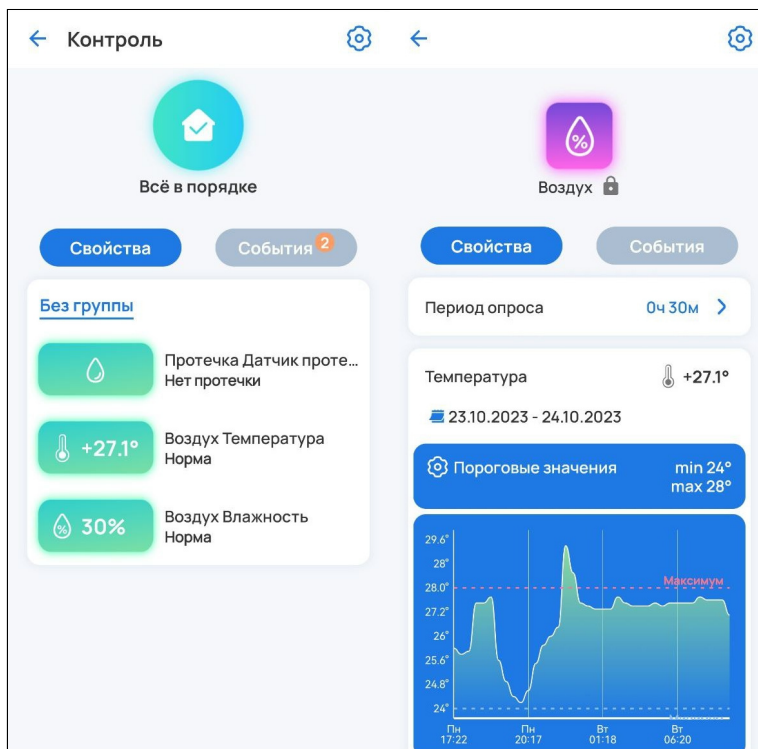 Контроль
Всё в порядке
Свойства
События 2
Без группы
Протечка Датчик проте...
Нет протечки
+27.1°
Воздух Температура
Норма
30%
Воздух Влажность
Норма
%
Воздух
Свойства
События
Период опроса
0ч 30м
Температура
+27.1°
23.10.2023 - 24.10.2023
Пороговые значения
min 24°
max 28°
29.6°
28°
28.0°
Максимум
27.2°
26°
25.6°
24.8°
24°
Пн
17:22
Пн
20:17
Вт
01:18
Вт
06:20